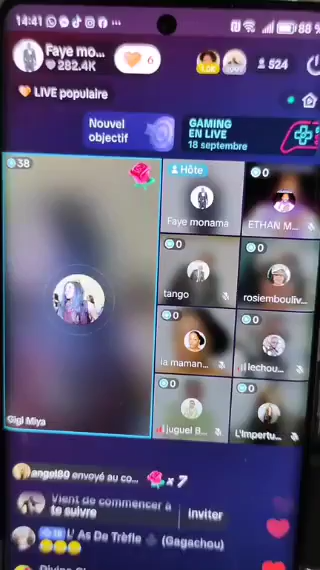 14:41
88 %
Faye mo...
282.4K
6
524
LIVE populaire
Nouvel
objectif
GAMING
EN LIVE
18 septembre
38
Hôte
Faye monama
0
ETHAN M...
0
tango
0
rosiembouliv...
0
la maman...
0
lechou...
0
juguel B...
0
L'Impertu...
Gigi Miya
angel80 envoyé au co... x 7
Vient de commencer à
te suivre
Inviter
L' As De Trèfle (Gagachou)